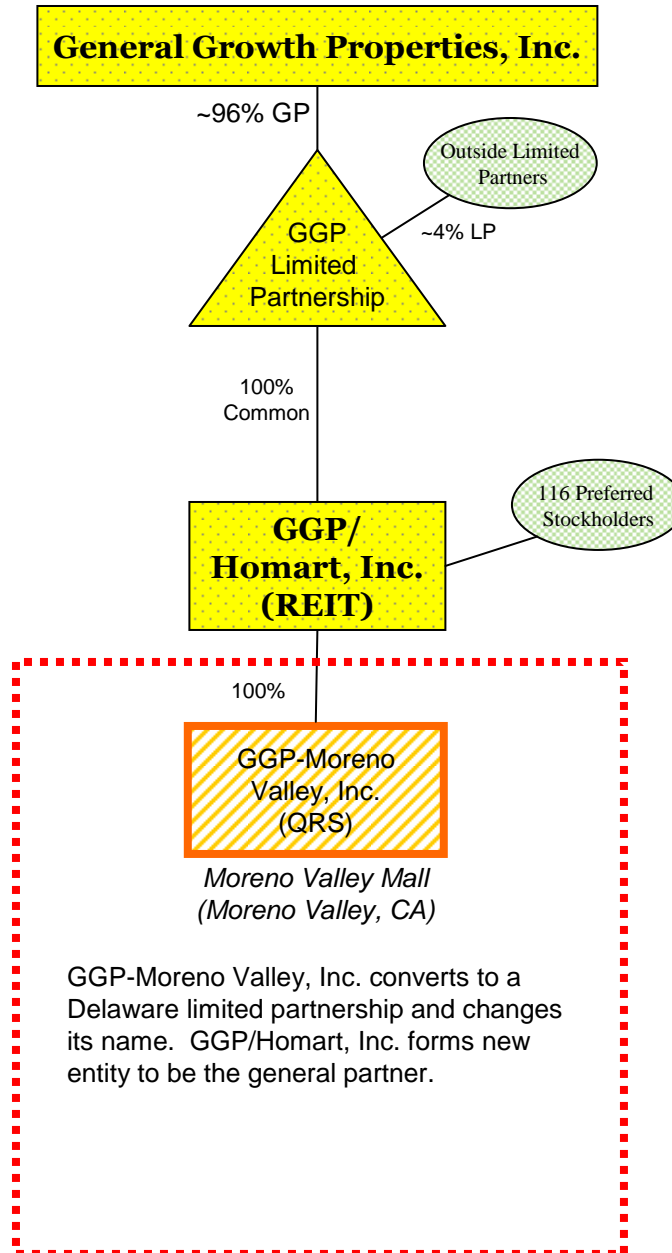 General Growth Properties, Inc.
~96% GP
Outside Limited
Partners
~4% LP
GGP
Limited
Partnership
100%
Common
116 Preferred
Stockholders
GGP/
Homart, Inc.
(REIT)
100%
GGP-Moreno
Valley, Inc.
(QRS)
Moreno Valley Mall
(Moreno Valley, CA)
GGP-Moreno Valley, Inc. converts to a
Delaware limited partnership and changes
its name.  GGP/Homart, Inc. forms new
entity to be the general partner.